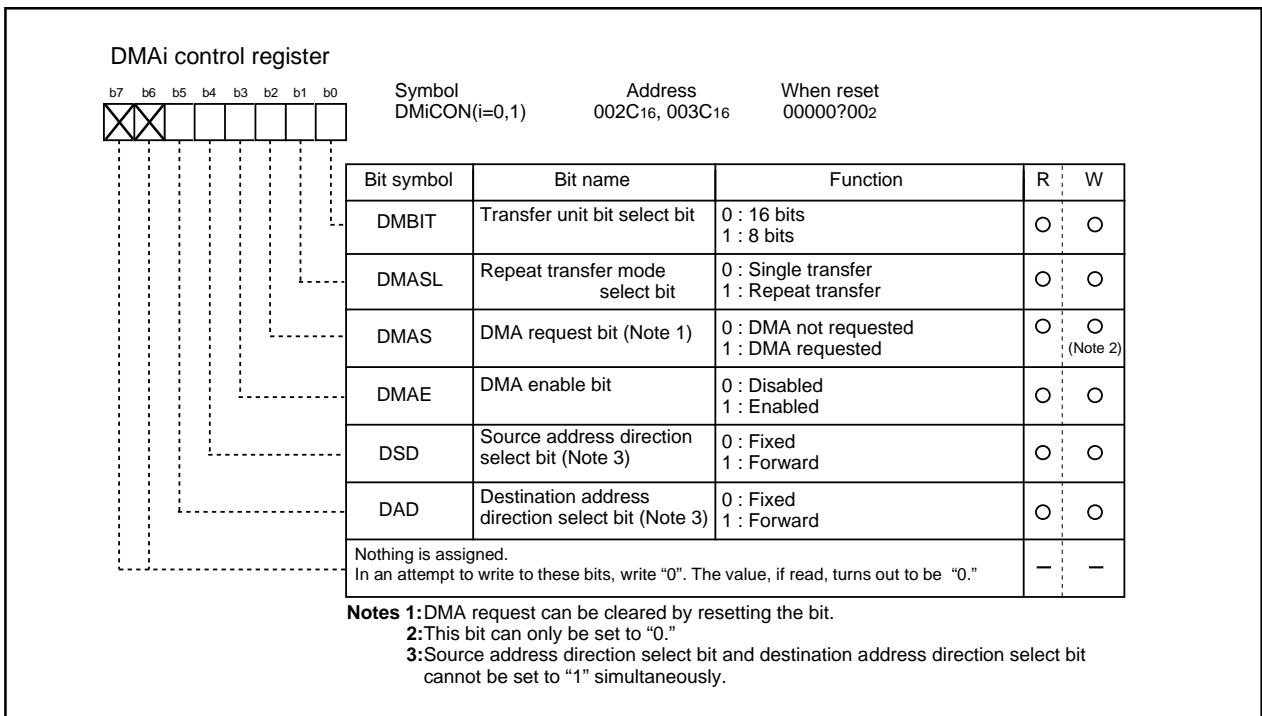 DMAi control register
b7 b6 b5 b4 b3 b2 b1 b0
Symbol Address When reset
DMiCON(i=0,1) 002C16, 003C16 00000?002
Bit symbol Bit name Function R W
DMBIT Transfer unit bit select bit 0 : 16 bits
1 : 8 bits
DMASL Repeat transfer mode select bit 0 : Single transfer
1 : Repeat transfer
DMAS DMA request bit (Note 1) 0 : DMA not requested
1 : DMA requested
(Note 2)
DMAE DMA enable bit 0 : Disabled
1 : Enabled
DSD Source address direction select bit (Note 3) 0 : Fixed
1 : Forward
DAD Destination address direction select bit (Note 3) 0 : Fixed
1 : Forward
Nothing is assigned.
In an attempt to write to these bits, write “0”. The value, if read, turns out to be “0.”
Notes 1:DMA request can be cleared by resetting the bit.
2:This bit can only be set to “0.”
3:Source address direction select bit and destination address direction select bit
cannot be set to “1” simultaneously.